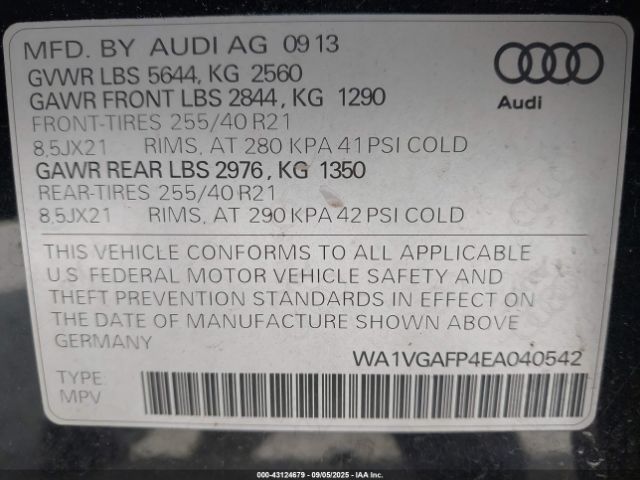 MFD. BY AUDI AG 09 13
GVWR LBS 5644, KG 2560
GAWR FRONT LBS 2844, KG 1290
FRONT-TIRES 255/40 R21
8,5JX21 RIMS, AT 280 KPA 41 PSI COLD
GAWR REAR LBS 2976, KG 1350
REAR-TIRES 255/40 R21
8,5JX21 RIMS, AT 290 KPA 42 PSI COLD
Audi
THIS VEHICLE CONFORMS TO ALL APPLICABLE
U.S FEDERAL MOTOR VEHICLE SAFETY AND
THEFT PREVENTION STANDARDS IN EFFECT ON
THE DATE OF MANUFACTURE SHOWN ABOVE
GERMANY
WA1VGAFP4EA040542
TYPE:
MPV
000-43124679 - 09/05/2025 - IAA Inc.